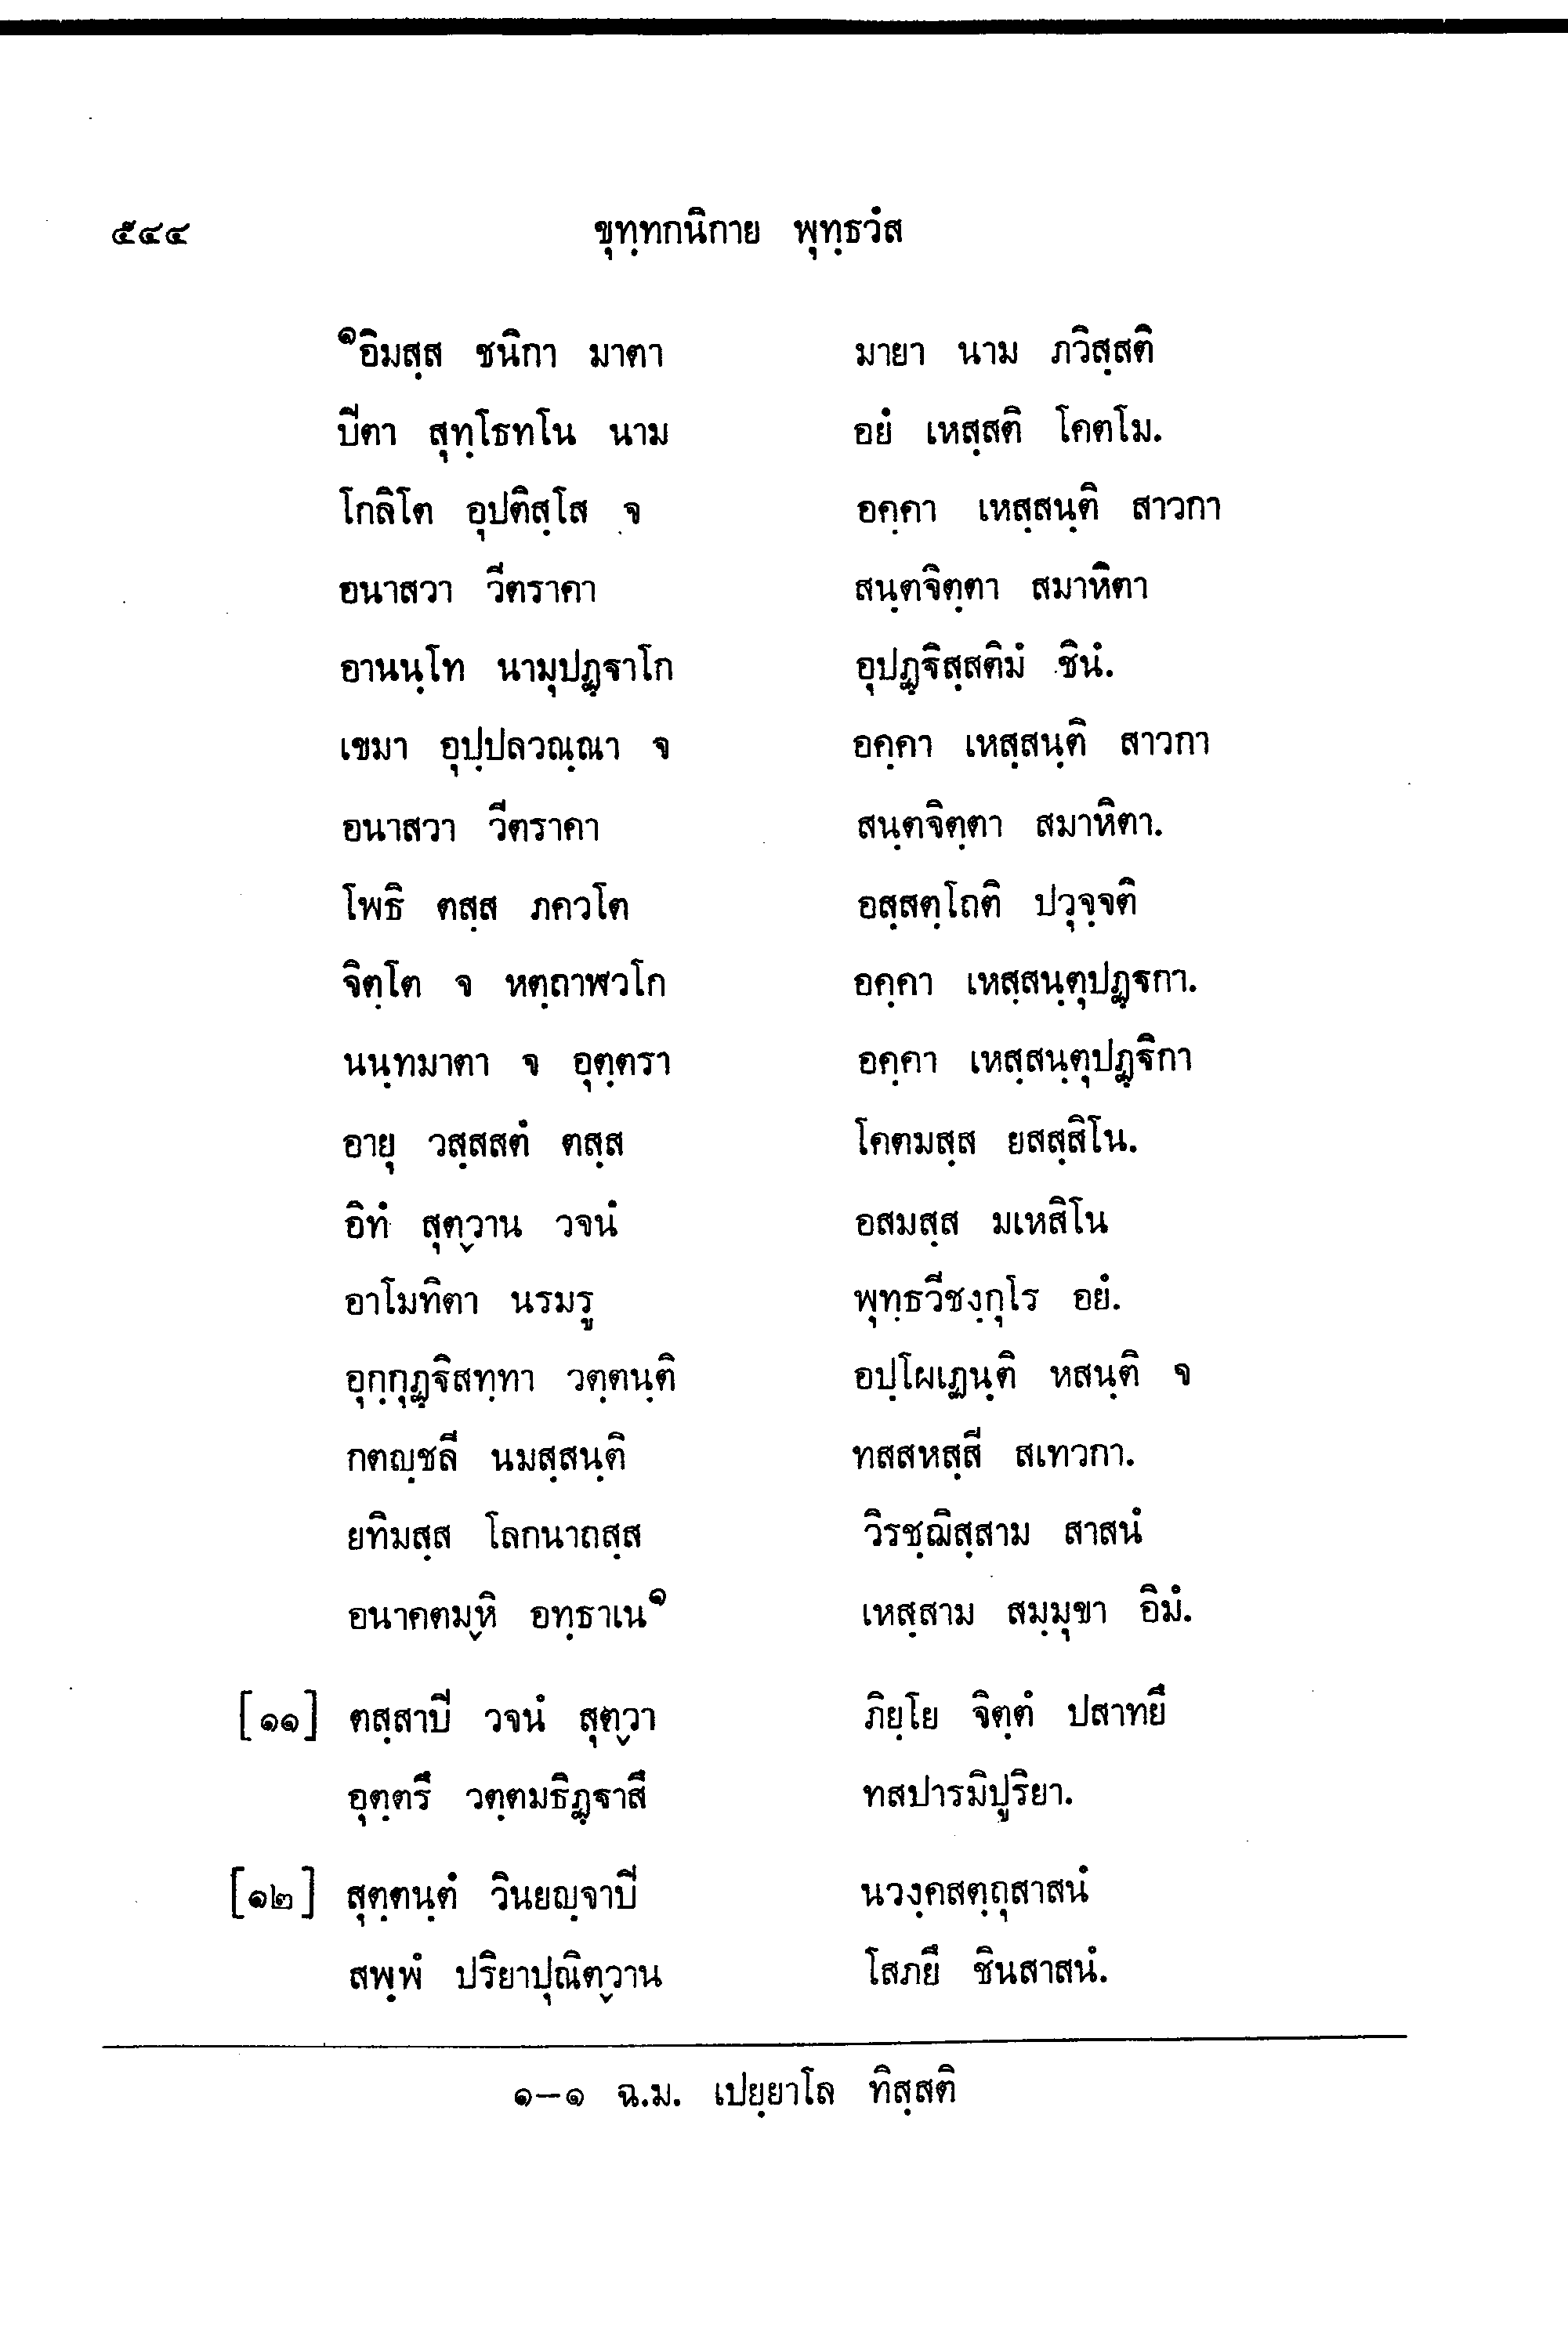 ๕๔๔ ขุทฺทกนิกาย พุทฺธวํส
๑อิมสฺส ชนิกา มาตา มายา นาม ภวิสฺสติ
ปีตา สุทฺโธทโน นาม อยํ เหสฺสติ โคตโม.
โกลิโต อุปติสฺโส จ อคฺคา เหสฺสนฺติ สาวกา
อนาสวา วีตราคา สนฺตจิตฺตา สมาหิตา
อานนฺโท นามุปฏฺฐาโก อุปฏฺฐิสฺสติมํ ชินํ.
เขมา อุปฺปลวณฺณา จ อคฺคา เหสฺสนฺติ สาวกา
อนาสวา วีตราคา สนฺตจิตฺตา สมาหิตา.
โพธิ ตสฺส ภควโต อสฺสตฺโถติ ปวุจฺจติ
จิตฺโต จ หตฺถาฬวโก อคฺคา เหสฺสนฺตุปฏฺฐกา.
นนฺทมาตา จ อุตฺตรา อคฺคา เหสฺสนฺตุปฏฺฐิกา
อายุ วสฺสสตํ ตสฺส โคตมสฺส ยสสฺสิโน.
อิทํ สุตฺวาน วจนํ อสมสฺส มเหสิโน
อาโมทิตา นรมรู พุทฺธวีชงฺกุโร อยํ.
อุกฺกุฏฺฐิสทฺทา วตฺตนฺติ อปฺโผเฏนฺติ หสนฺติ จ
กตญฺชลี นมสฺสนฺติ ทสสหสฺสี สเทวกา.
ยทิมสฺส โลกนาถสฺส วิรชฺฌิสฺสาม สาสนํ
อนาคตมฺหิ อทฺธาเน๑ เหสฺสาม สมฺมุขา อิมํ.
[๑๑] ตสฺสาปี วจนํ สุตฺวา ภิยฺโย จิตฺตํ ปสาทยึ
อุตฺตรึ วตฺตมธิฏฺฐาสึ ทสปารมิปูริยา.
[๑๒] สุตฺตนฺตํ วินยญฺจาปี นวงฺคสตฺถุสาสนํ
สพฺพํ ปริยาปุณิตฺวาน โสภยึ ชินสาสนํ.
๑–๑ ฉ.ม. เปยฺยาโล ทิสฺสติ